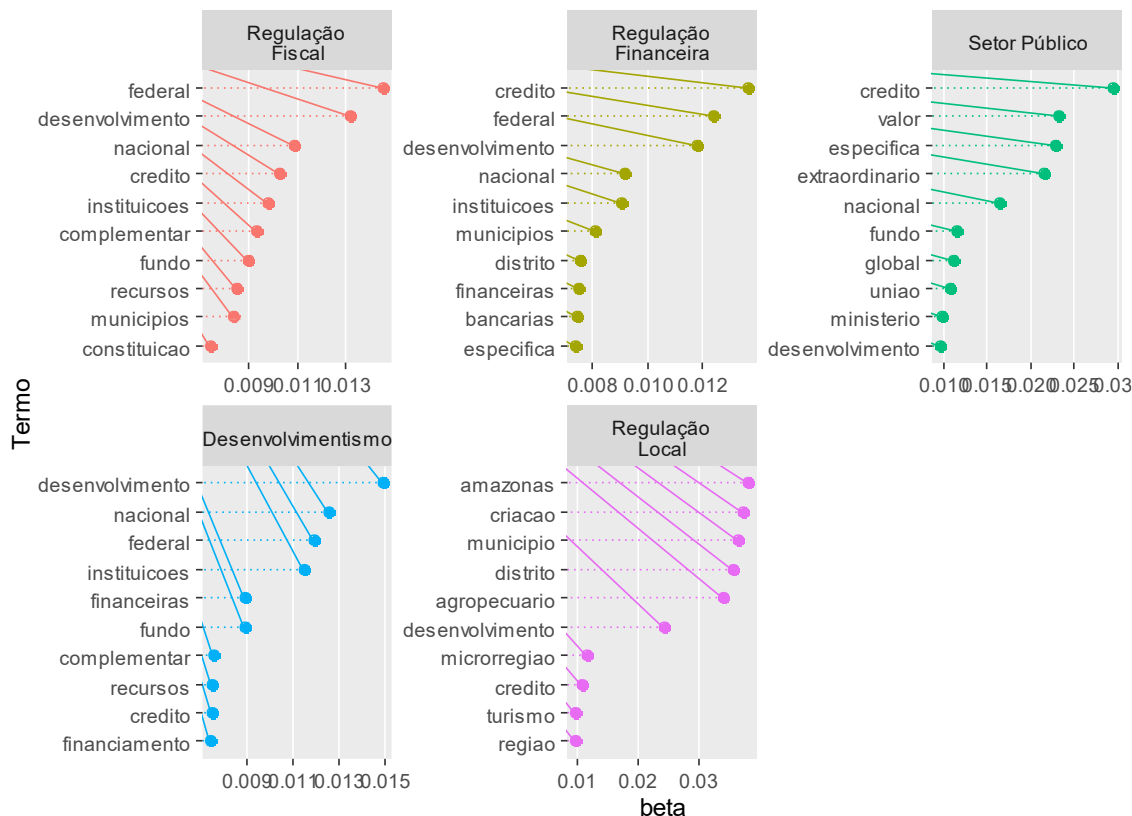 Regulação
Fiscal
federal
desenvolvimento
nacional
credito
instituicoes
complementar
fundo
recursos
municipios
constituicao
0.009 0.011 0.013
Regulação
Financeira
credito
federal
desenvolvimento
nacional
instituicoes
municipios
distrito
financeiras
bancarias
especifica
0.008 0.010 0.012
Setor Público
credito
valor
especifica
extraordinario
nacional
fundo
global
uniao
ministerio
desenvolvimento
0.010 0.015 0.020 0.025 0.03
Termo
Desenvolvimentismo
desenvolvimento
nacional
federal
instituicoes
financeiras
fundo
complementar
recursos
credito
financiamento
0.009 0.011 0.013 0.015
Regulação
Local
amazonas
criacao
municipio
distrito
agropecuario
desenvolvimento
microrregiao
credito
turismo
regiao
0.01 0.02 0.03
beta